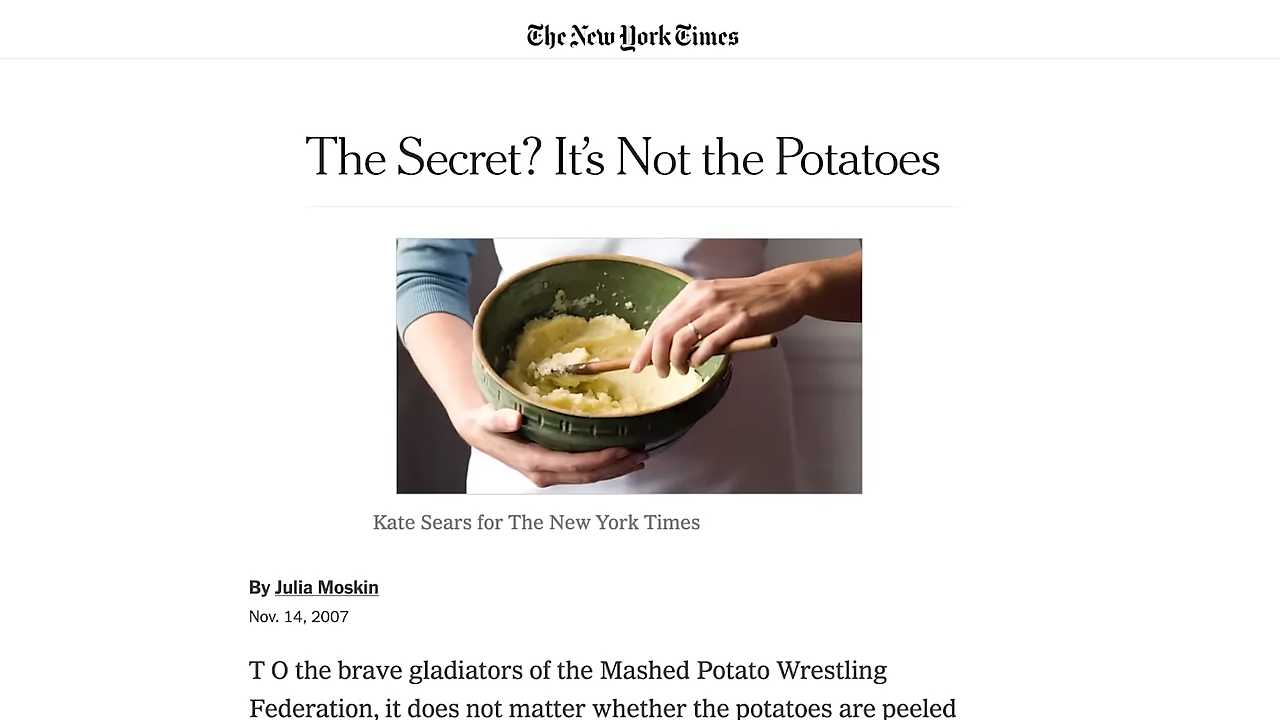 The New York Times
The Secret? It’s Not the Potatoes
Kate Sears for The New York Times
By Julia Moskin
Nov. 14, 2007
T O the brave gladiators of the Mashed Potato Wrestling
Federation, it does not matter whether the potatoes are peeled